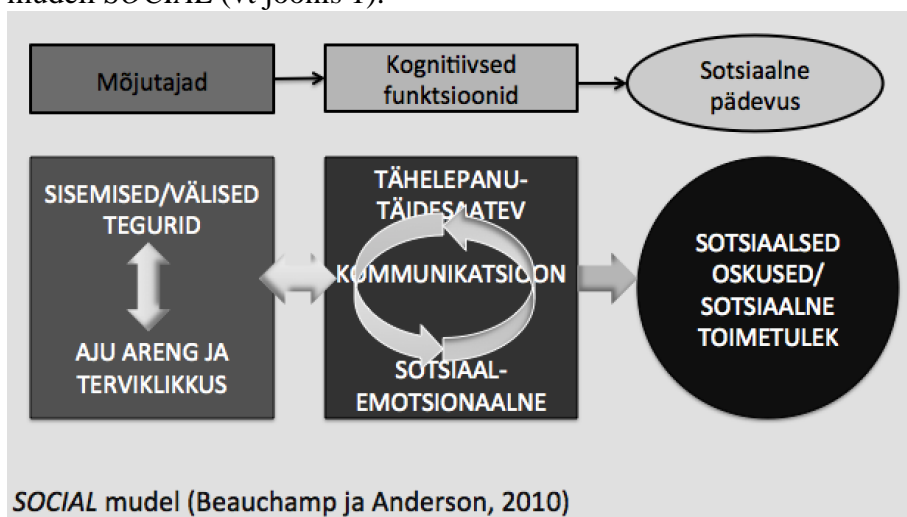 mudeli SOCIAL (vt joonis 1).
Mõjutajad
Kognitiivsed
funktsioonid
Sotsiaalne
pädevus
SISEMISED/VÄLISED
TEGURID
AJU ARENG JA
TERVIKLIKKUS
TÄHELEPANU-
TÄIDESAATEV
KOMMUNIKATSIOON
SOTSIAAL-
EMOTSIONAALNE
SOTSIAALSED
OSKUSED/
SOTSIAALNE
TOIMETULEK
SOCIAL mudel (Beauchamp ja Anderson, 2010)